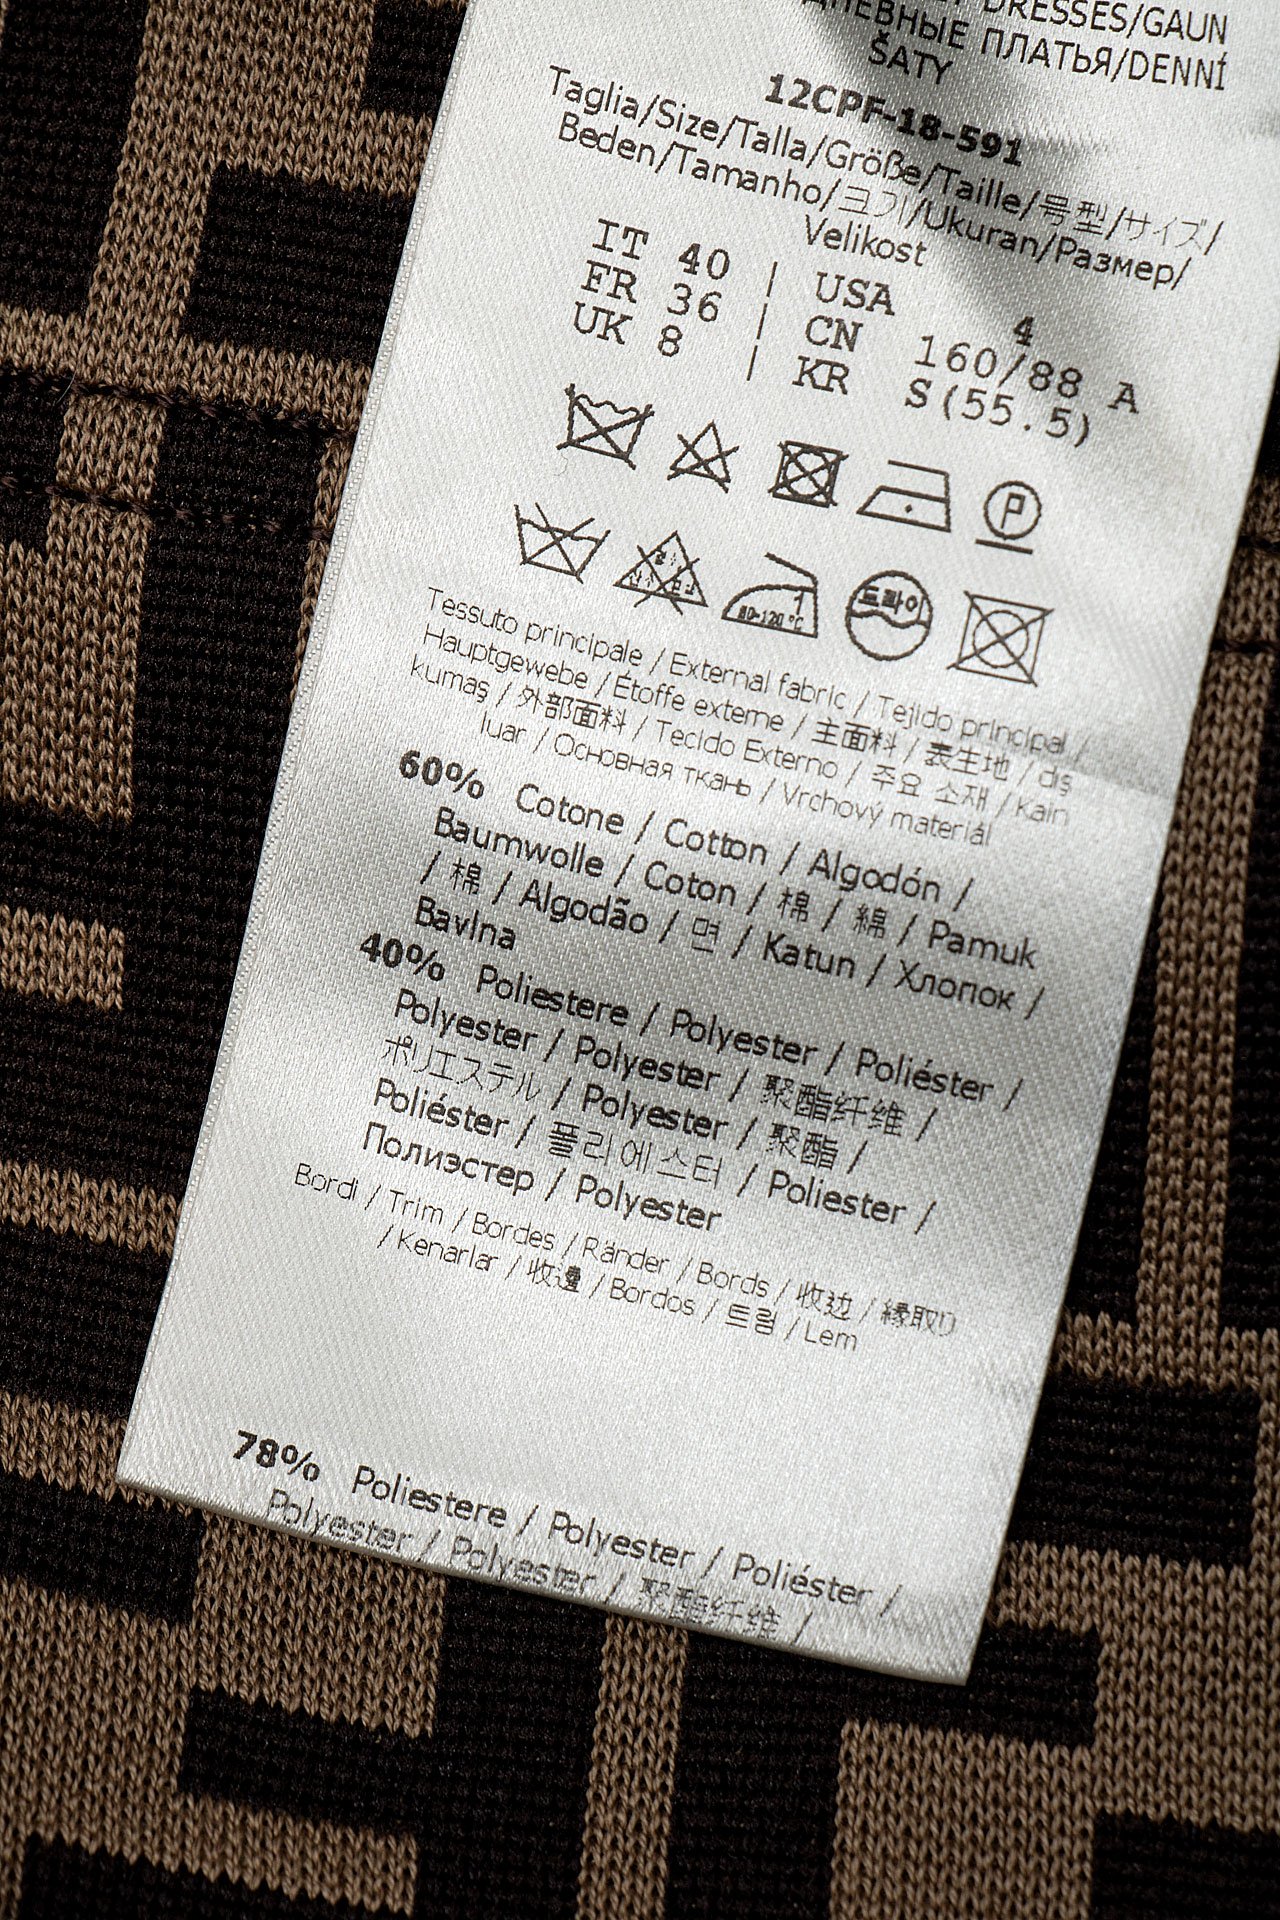 DRESSES/GAUN
ДНЕВНЫЕ ПЛАТЬЯ/DENNÍ
ŠATY
12CPF-18-591
Taglia/Size/Talla/Größe/Taille/号型/サイズ/
Beden/Tamanho/크기/Ukuran/Размер/
Velikost
IT 40 | USA 4
FR 36 | CN 160/88 A
UK 8 | KR S(55.5)
P
드라이
80-120℃
Tessuto principale / External fabric / Tejido principal /
Hauptgewebe / Étoffe externe / 主面料 / 表生地 / dış
kumaş / 外部面料 / Tecido Externo / 주요 소재 / Kain
luar / Основная ткань / Vrchový materiál
60% Cotone / Cotton / Algodón /
Baumwolle / Coton / 棉 / 綿 / Pamuk
/ 棉 / Algodão / 면 / Katun / Хлопок /
Bavlna
40% Poliestere / Polyester / Poliéster /
Polyester / Polyester / 聚酯纤维 /
ポリエステル / Polyester / 聚酯 /
Poliéster / 폴리에스터 / Poliester /
Полиэстер / Polyester
Bordi / Trim / Bordes / Ränder / Bords / 收边 / 縁取り
/ Kenarlar / 收邊 / Bordos / 트림 / Lem
78% Poliestere / Polyester / Poliéster /
Polyester / Polyester / 聚酯纤维 /